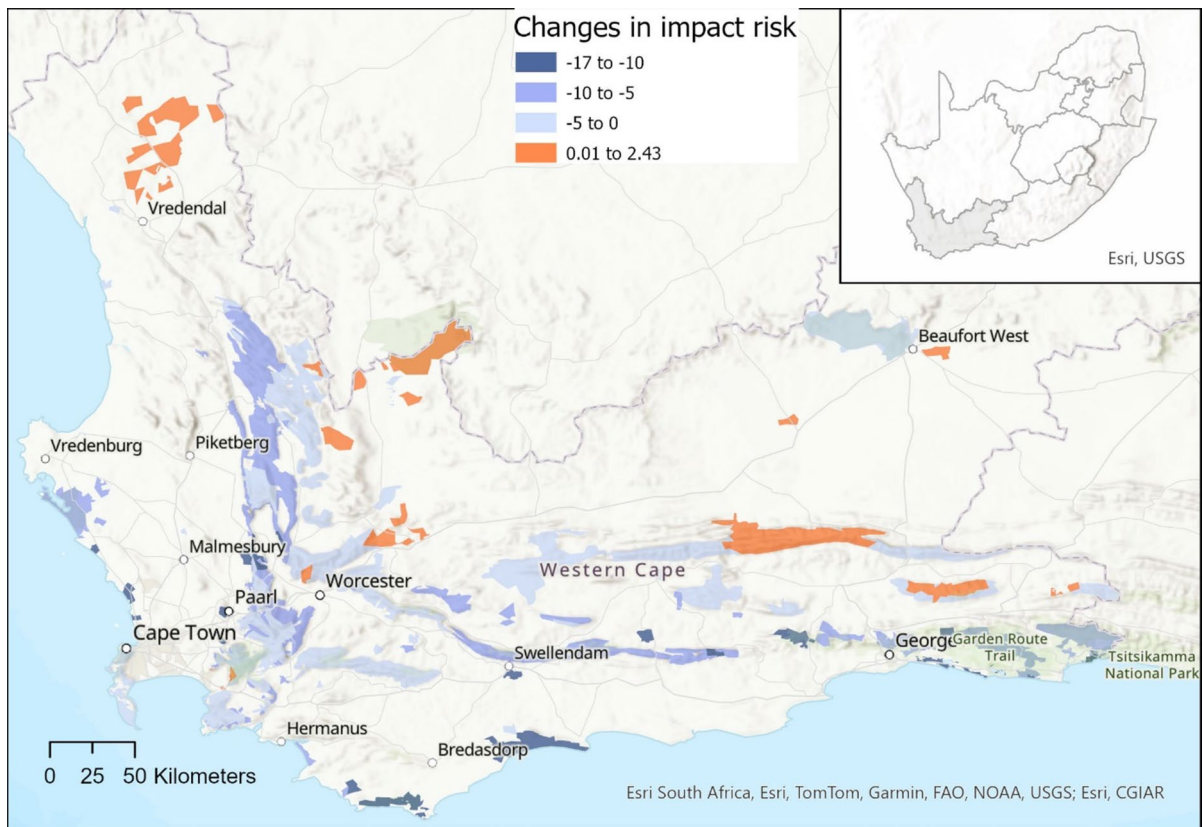 Changes in impact risk
-17 to -10
-10 to -5
-5 to 0
0.01 to 2.43
Esri, USGS
Vredendal
Beaufort West
Vredenburg
Piketberg
Malmesbury
Western Cape
Worcester
Paarl
Cape Town
George
Garden Route
Trail
Swellendam
Tsitsikamma
National Park
Hermanus
Bredasdorp
0 25 50 Kilometers
Esri South Africa, Esri, TomTom, Garmin, FAO, NOAA, USGS; Esri, CGIAR